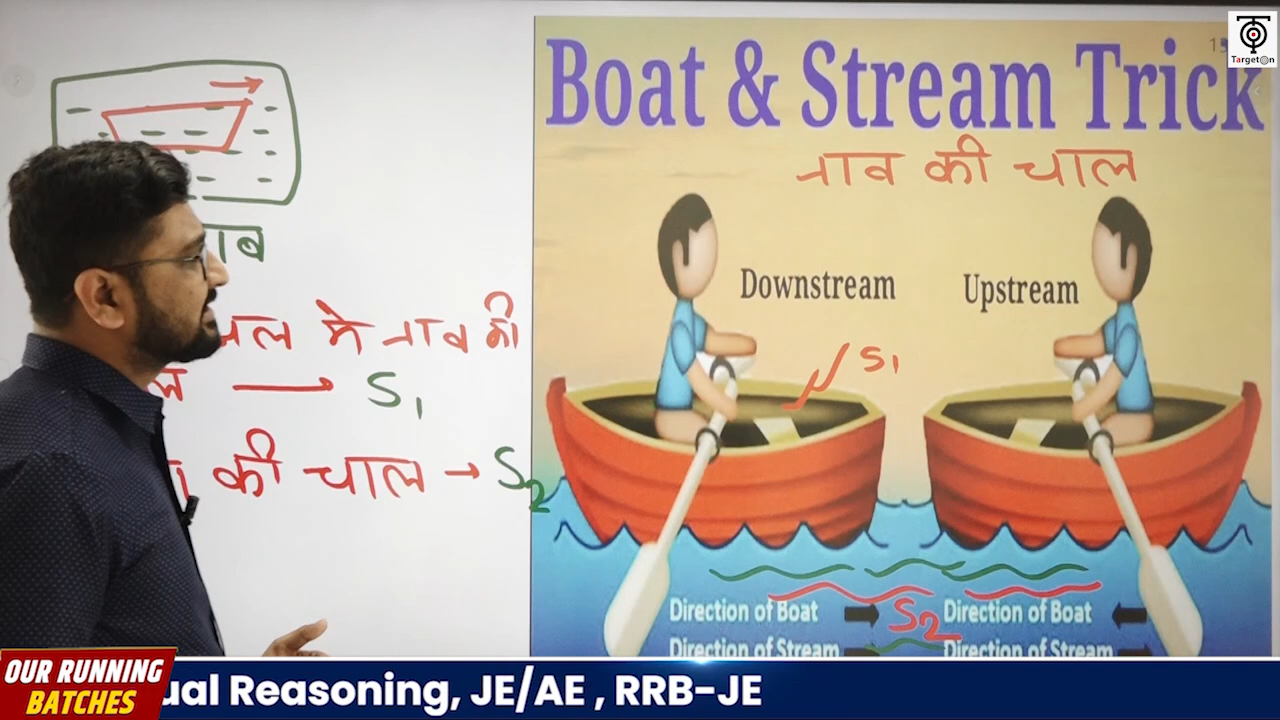 Boat & Stream Trick
TargetOn
नाव की चाल
Downstream
Upstream
S1
में नाव की
S1
की चाल → S2
Direction of Boat
S2
Direction of Boat
Direction of Stream
Direction of Stream
OUR RUNNING
BATCHES
ual Reasoning, JE/AE , RRB-JE